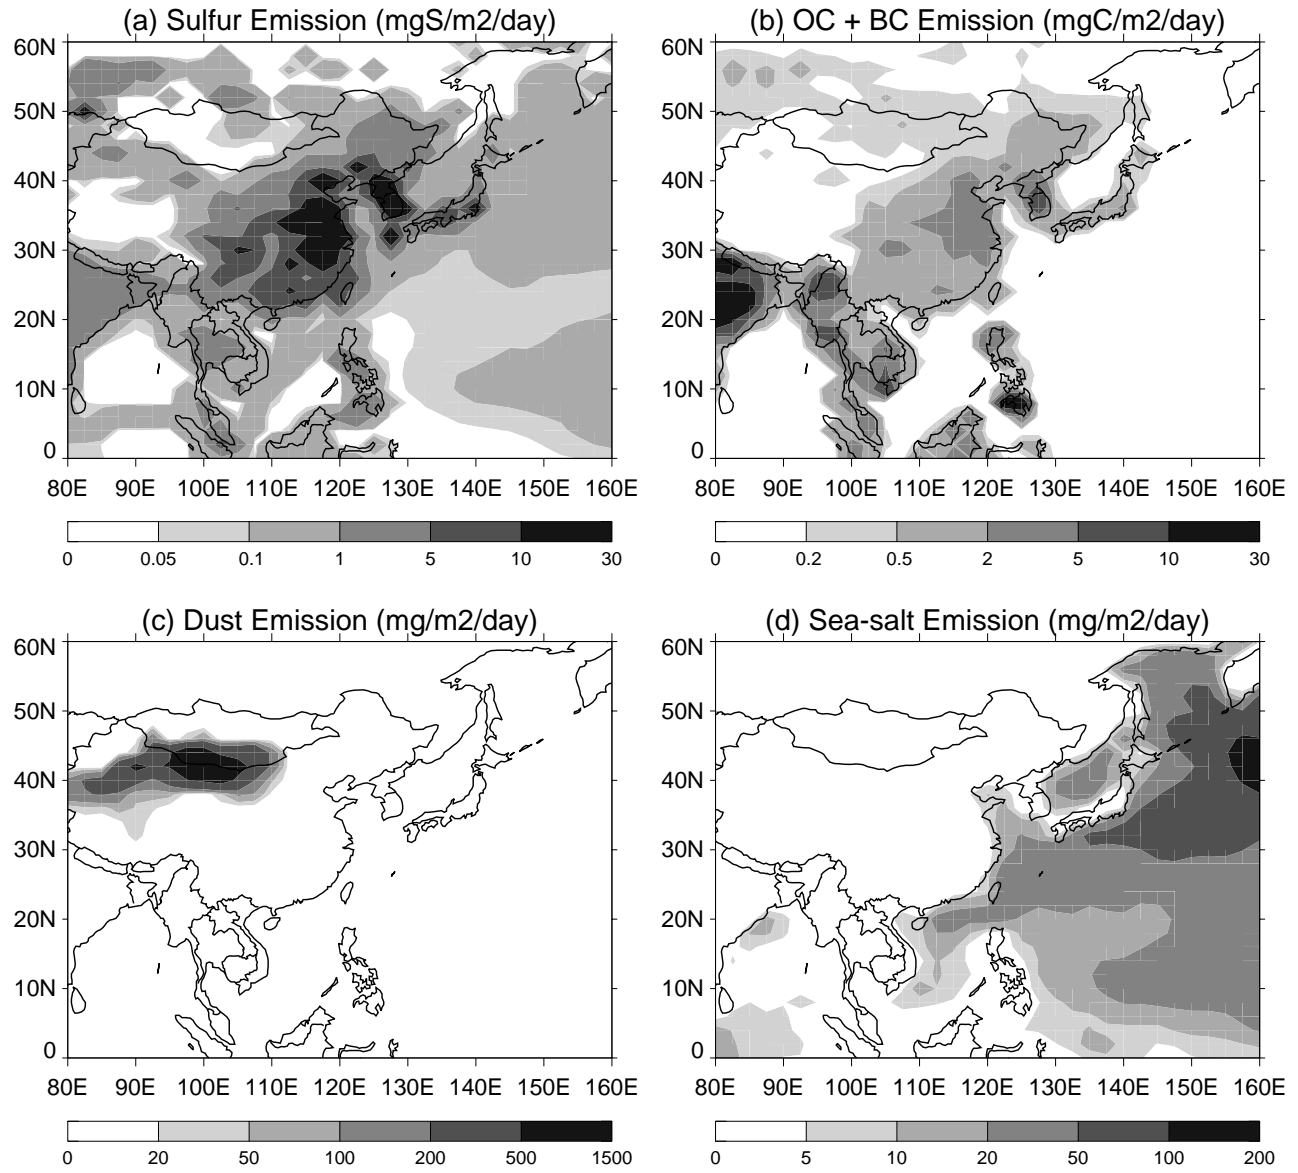 (a) Sulfur Emission (mgS/m2/day)
60N
50N
40N
30N
20N
10N
0
80E 90E 100E 110E 120E 130E 140E 150E 160E
0 0.05 0.1 1 5 10 30
(b) OC + BC Emission (mgC/m2/day)
60N
50N
40N
30N
20N
10N
0
80E 90E 100E 110E 120E 130E 140E 150E 160E
0 0.2 0.5 2 5 10 30
(c) Dust Emission (mg/m2/day)
60N
50N
40N
30N
20N
10N
0
80E 90E 100E 110E 120E 130E 140E 150E 160E
0 20 50 100 200 500 1500
(d) Sea-salt Emission (mg/m2/day)
60N
50N
40N
30N
20N
10N
0
80E 90E 100E 110E 120E 130E 140E 150E 160E
0 5 10 20 50 100 200